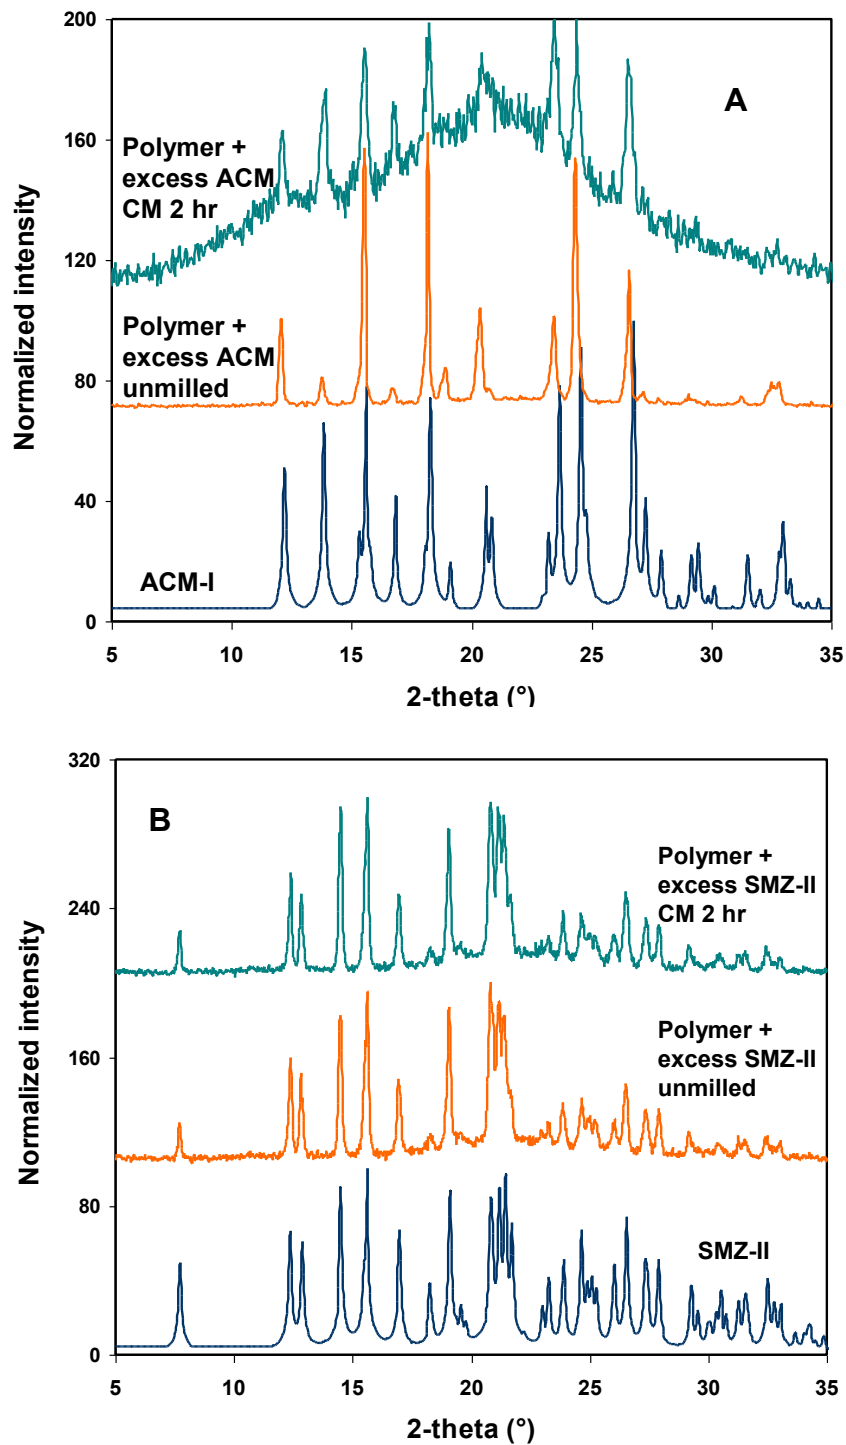 200
A
160
Polymer +
excess ACM
CM 2 hr
120
Polymer +
excess ACM
unmilled
80
40
ACM-I
0
5 10 15 20 25 30 35
2-theta (°)
Normalized intensity
320
B
Polymer +
excess SMZ-II
CM 2 hr
240
Polymer +
excess SMZ-II
unmilled
160
80
SMZ-II
0
5 10 15 20 25 30 35
2-theta (°)
Normalized intensity